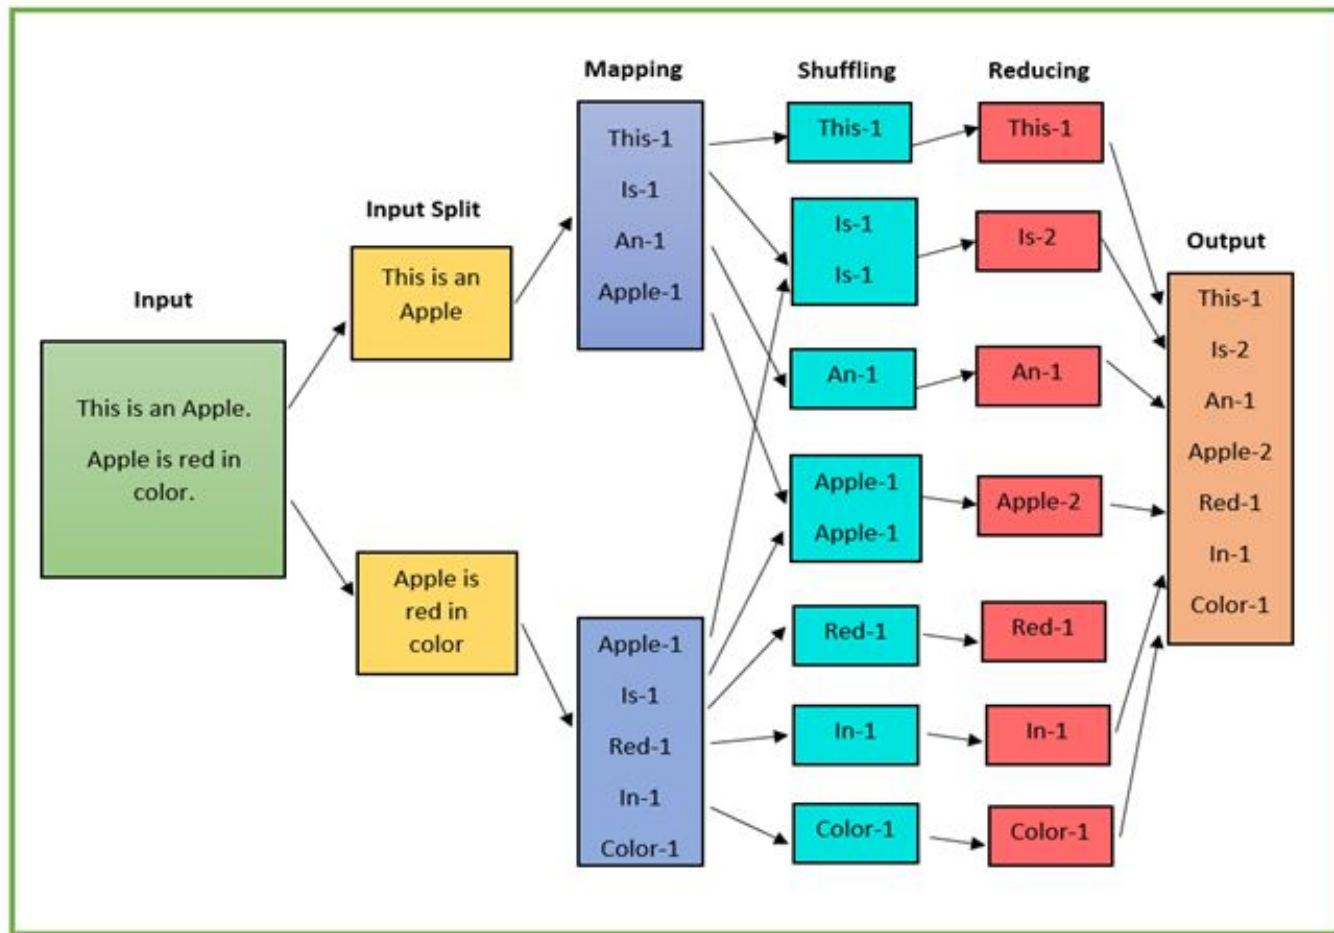 Input
This is an Apple.
Apple is red in
color.
Input Split
This is an
Apple
Apple is
red in
color
Mapping
This-1
Is-1
An-1
Apple-1
Apple-1
Is-1
Red-1
In-1
Color-1
Shuffling
This-1
Is-1
Is-1
An-1
Apple-1
Apple-1
Red-1
In-1
Color-1
Reducing
This-1
Is-2
An-1
Apple-2
Red-1
In-1
Color-1
Output
This-1
Is-2
An-1
Apple-2
Red-1
In-1
Color-1